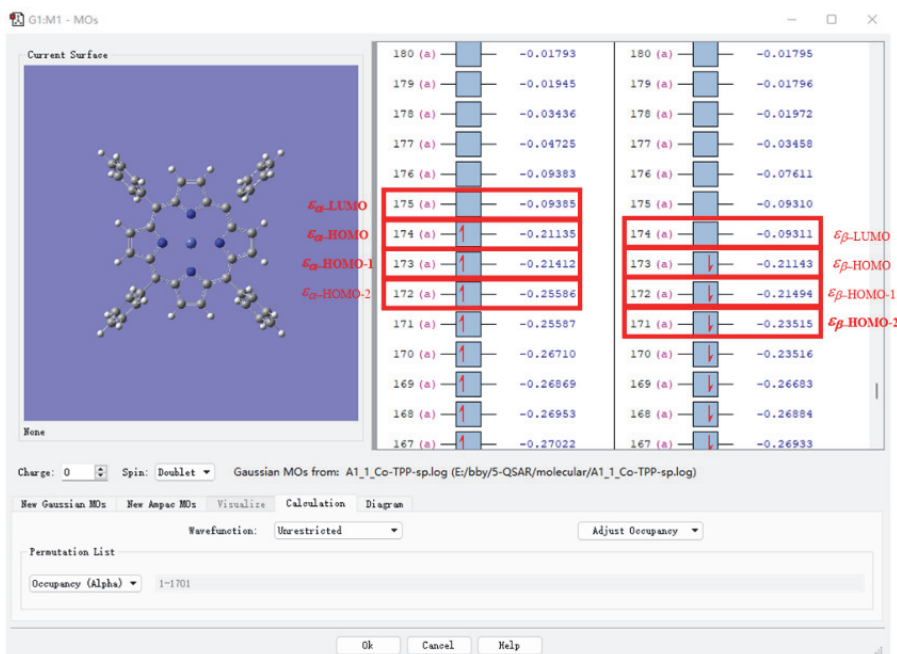 G1:M1 - MOs
Current Surface
180 (a) -0.01793 180 (a) -0.01795
179 (a) -0.01945 179 (a) -0.01796
178 (a) -0.03436 178 (a) -0.01972
177 (a) -0.04725 177 (a) -0.03458
176 (a) -0.09383 176 (a) -0.07611
εα-LUMO 175 (a) -0.09385 175 (a) -0.09310
εα-HOMO 174 (a) -0.21135 174 (a) -0.09311 εβ-LUMO
εα-HOMO-1 173 (a) -0.21412 173 (a) -0.21143 εβ-HOMO
εα-HOMO-2 172 (a) -0.25586 172 (a) -0.21494 εβ-HOMO-1
171 (a) -0.25587 171 (a) -0.23515 εβ-HOMO-2
170 (a) -0.26710 170 (a) -0.23516
169 (a) -0.26869 169 (a) -0.26683
168 (a) -0.26953 168 (a) -0.26884
167 (a) -0.27022 167 (a) -0.26933
None
Charge: 0 Spin: Doublet Gaussian MOs from: A1_1_Co-TPP-sp.log (E:/bby/5-QSAR/molecular/A1_1_Co-TPP-sp.log)
New Gaussian MOs New Ampac MOs Visualize Calculation Diagram
Wavefunction: Unrestricted Adjust Occupancy
Permutation List
Occupancy (Alpha) 1-1701
Ok Cancel Help